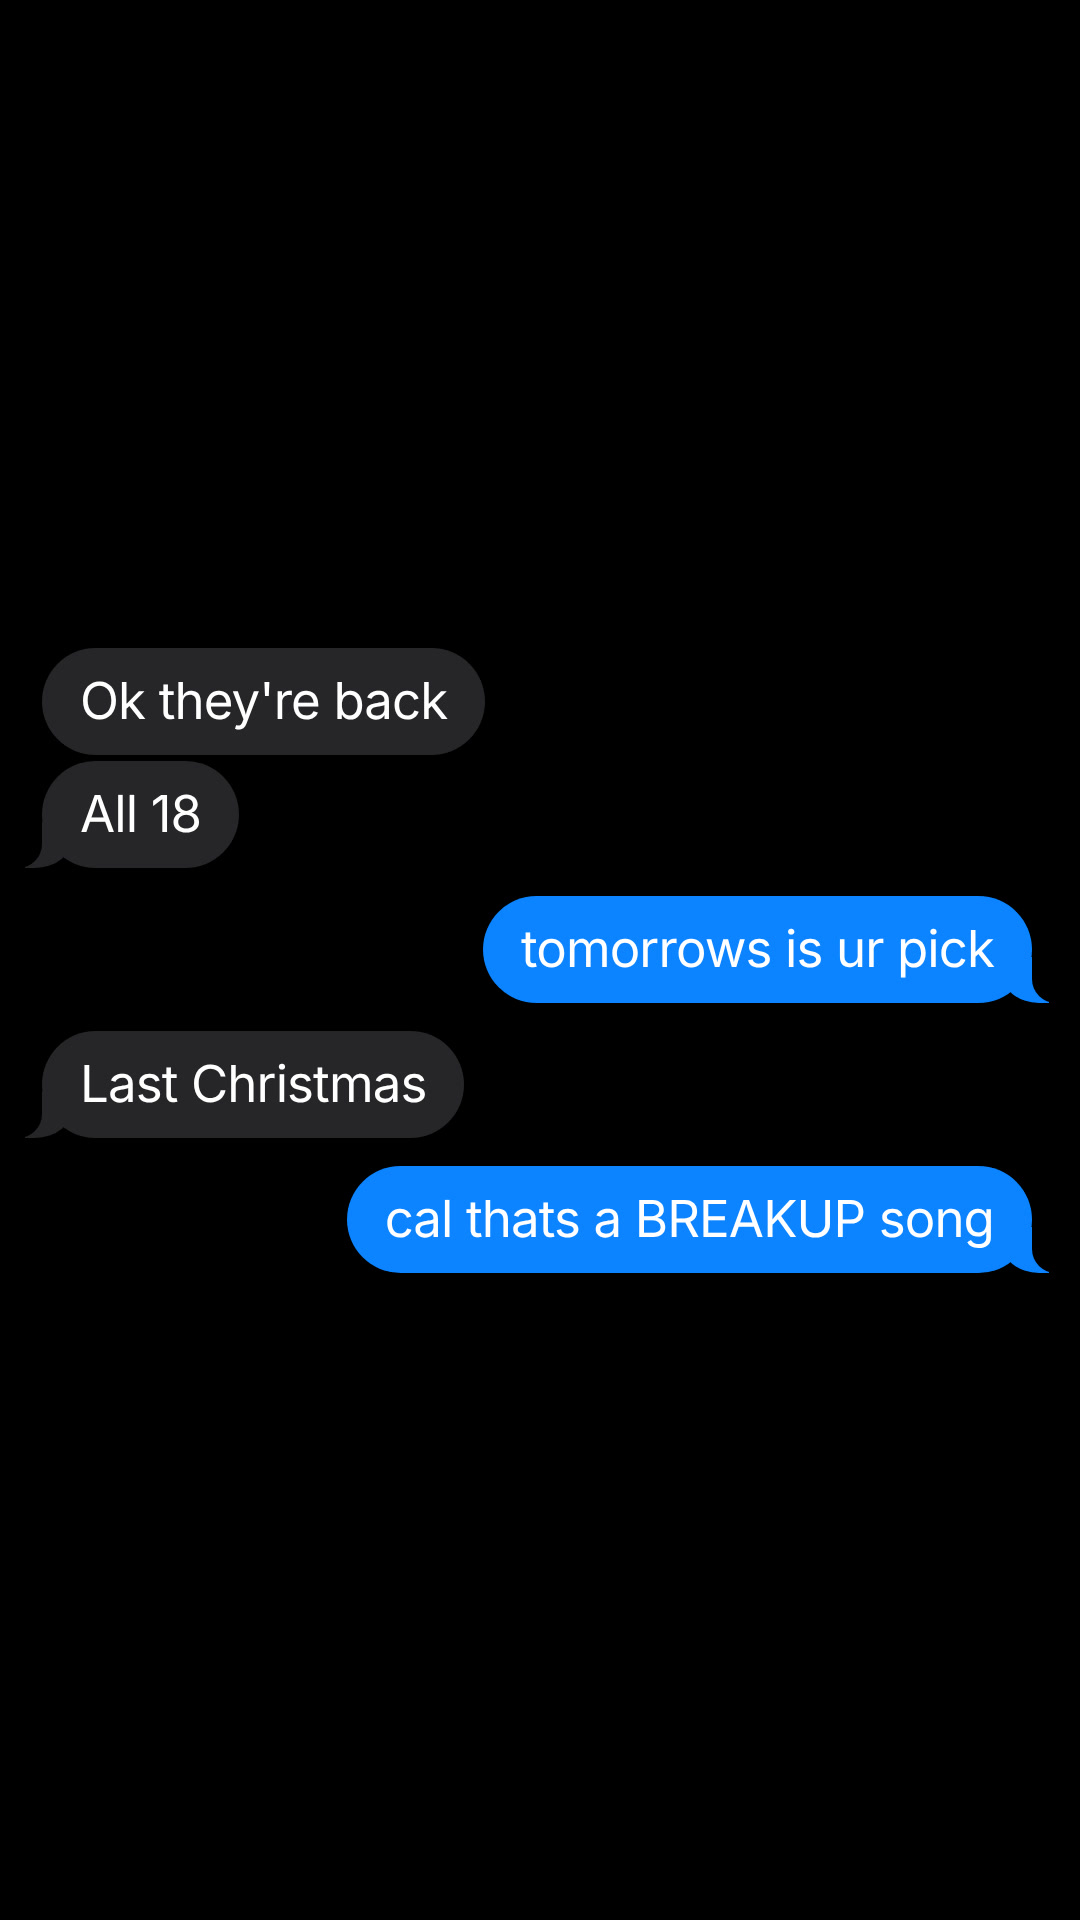 Ok they're back
All 18
tomorrows is ur pick
Last Christmas
cal thats a BREAKUP song